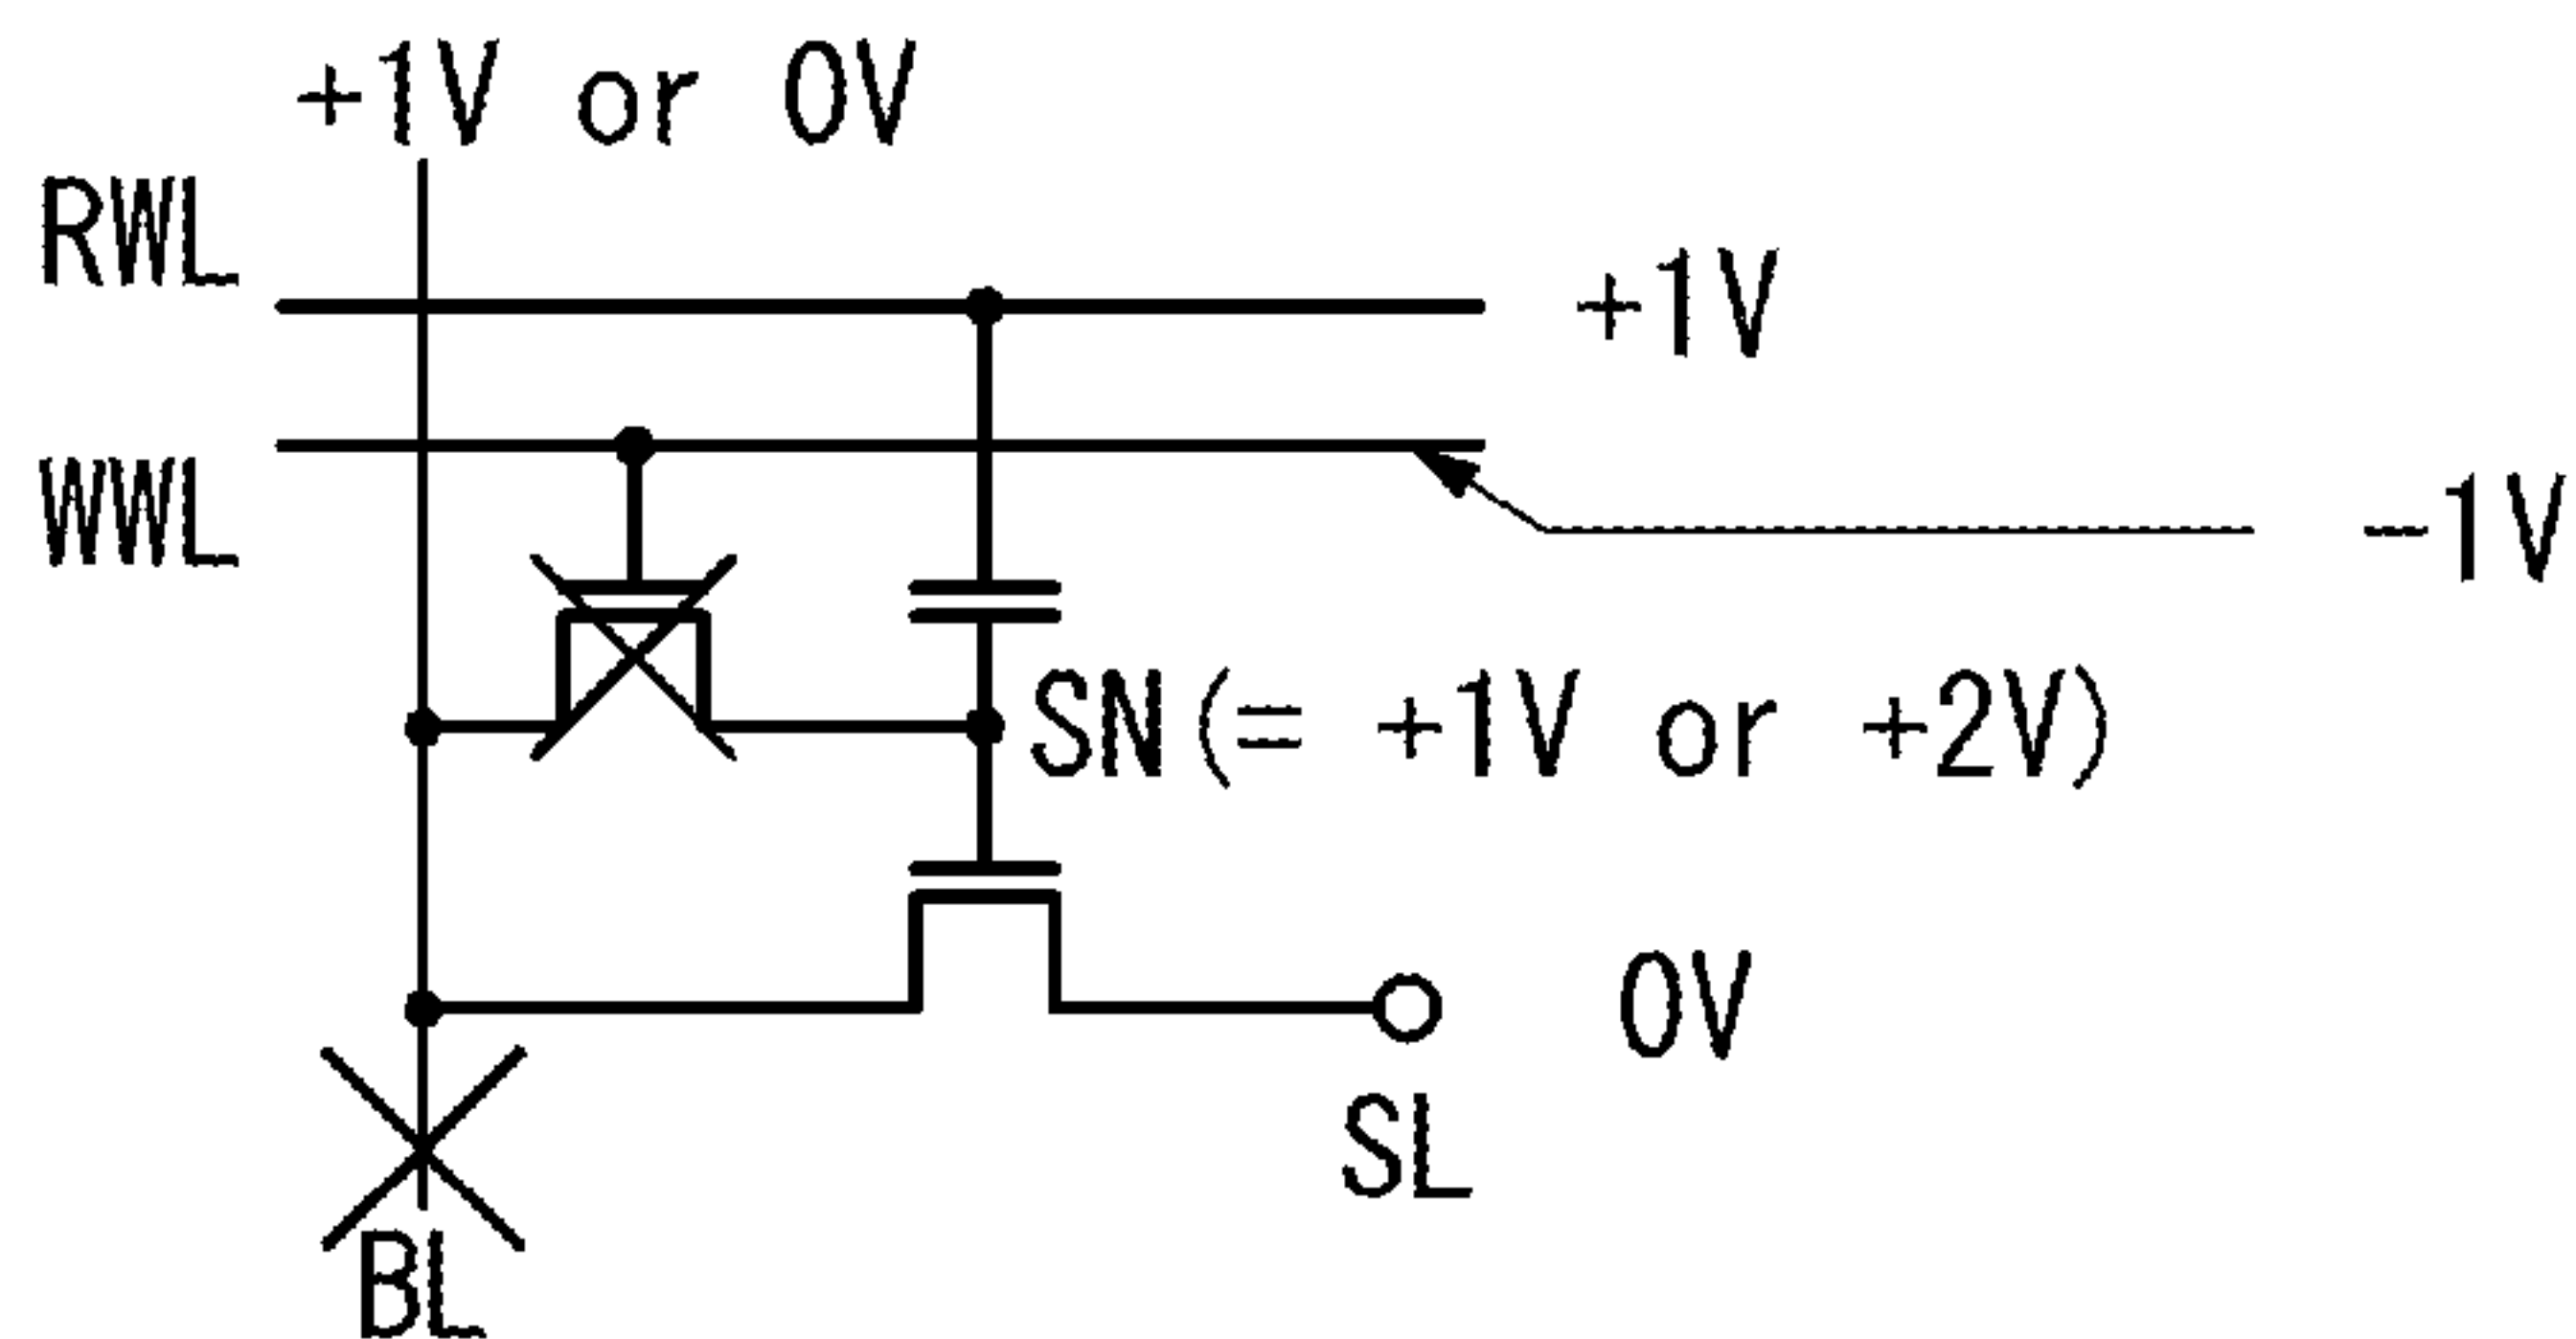 +1V or 0V
RWL
+1V
WWL
-1V
SN(= +1V or +2V)
0V
SL
BL